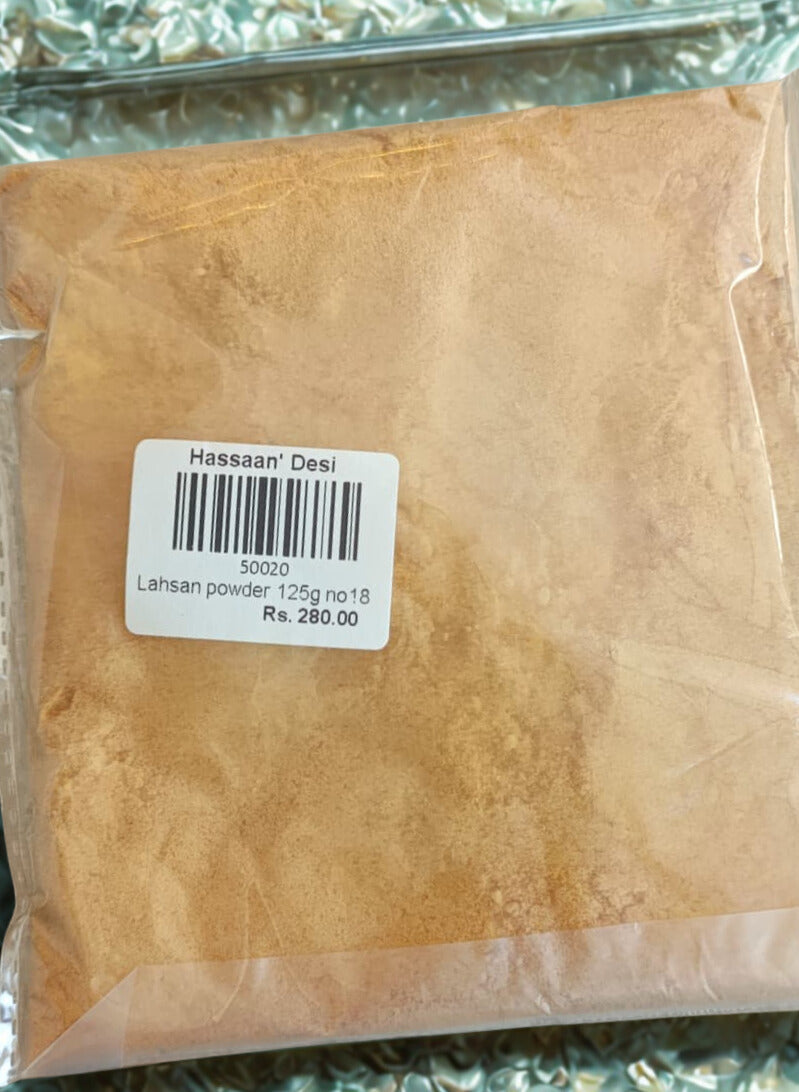 Hassaan' Desi
50020
Lahsan powder 125g no18
Rs. 280.00